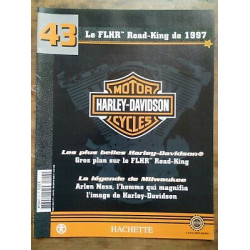 43
Le FLHR™ Road-King de 1997
MOTOR
HARLEY-DAVIDSON
CYCLES
Les plus belles Harley-Davidson®
Gros plan sur le FLHR™ Road-King
La légende de Milwaukee
Arlen Ness, l'homme qui magnifia
l'image de Harley-Davidson
HACHETTE